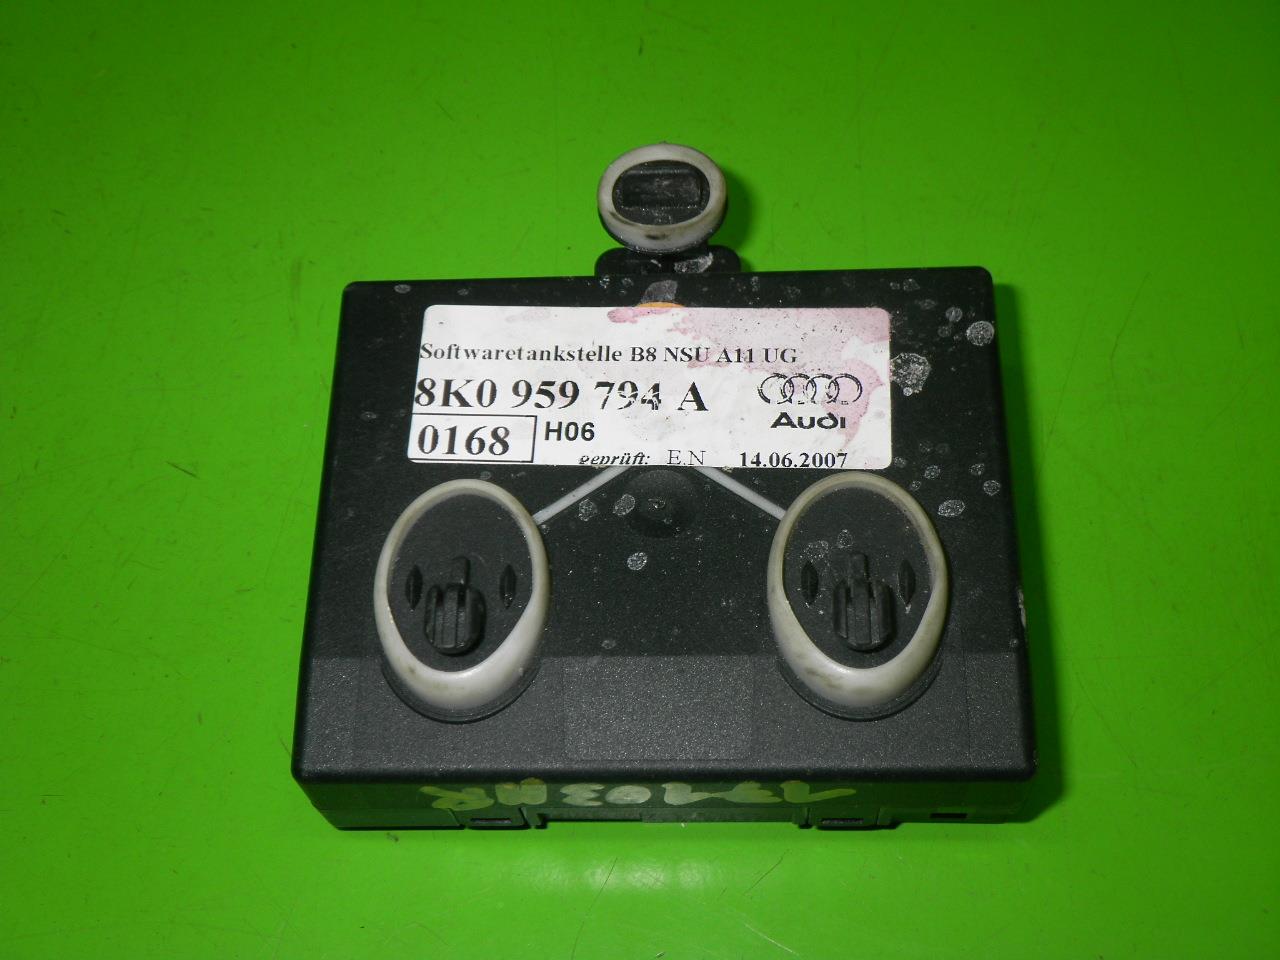 Softwaretankstelle B8 NSU A11 UG
8K0 959 794 A
Audi
0168 H06
geprüft: E.N 14.06.2007